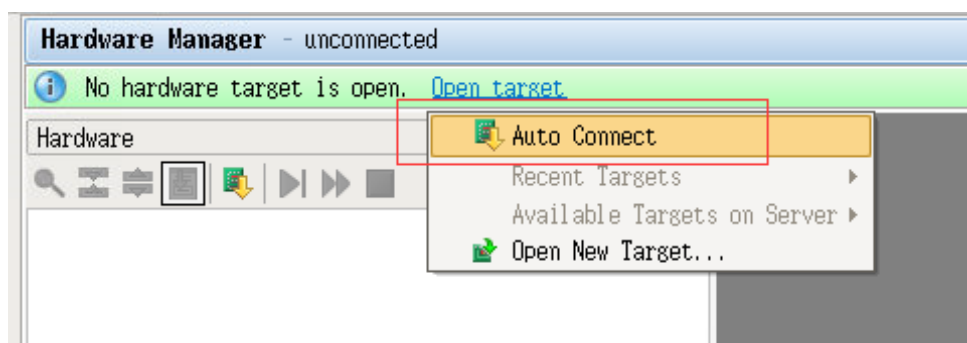 Hardware Manager - unconnected
No hardware target is open. Open target
Hardware
Auto Connect
Recent Targets
Available Targets on Server
Open New Target...